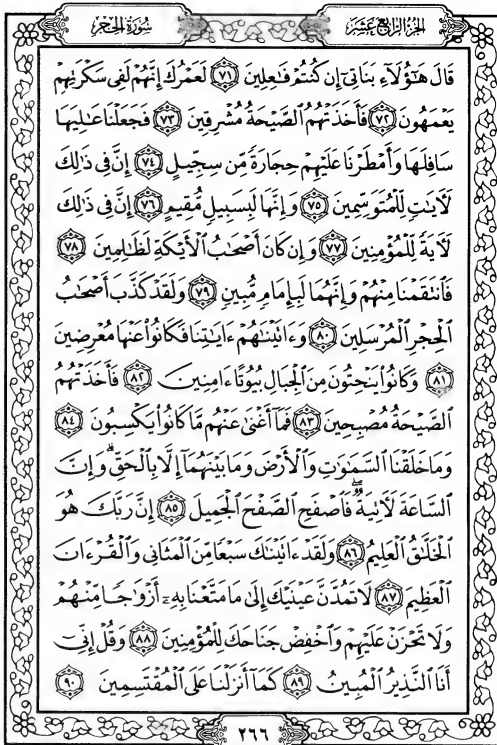 الجزء الرابع عشر
سورة الحجر
قَالَ هَٰٓؤُلَآءِ بَنَاتِىٓ إِن كُنتُمْ فَٰعِلِينَ ٧١ لَعَمْرُكَ إِنَّهُمْ لَفِى سَكْرَتِهِمْ
يَعْمَهُونَ ٧٢ فَأَخَذَتْهُمُ ٱلصَّيْحَةُ مُشْرِقِينَ ٧٣ فَجَعَلْنَا عَٰلِيَهَا
سَافِلَهَا وَأَمْطَرْنَا عَلَيْهِمْ حِجَارَةً مِّن سِجِّيلٍ ٧٤ إِنَّ فِى ذَٰلِكَ
لَءَايَٰتٍ لِّلْمُتَوَسِّمِينَ ٧٥ وَإِنَّهَا لَبِسَبِيلٍ مُّقِيمٍ ٧٦ إِنَّ فِى ذَٰلِكَ
لَءَايَةً لِّلْمُؤْمِنِينَ ٧٧ وَإِن كَانَ أَصْحَٰبُ ٱلْأَيْكَةِ لَظَٰلِمِينَ ٧٨
فَٱنتَقَمْنَا مِنْهُمْ وَإِنَّهُمَا لَبِإِمَامٍ مُّبِينٍ ٧٩ وَلَقَدْ كَذَّبَ أَصْحَٰبُ
ٱلْحِجْرِ ٱلْمُرْسَلِينَ ٨٠ وَءَاتَيْنَٰهُمْ ءَايَٰتِنَا فَكَانُوا۟ عَنْهَا مُعْرِضِينَ
٨١ وَكَانُوا۟ يَنْحِتُونَ مِنَ ٱلْجِبَالِ بُيُوتًا ءَامِنِينَ ٨٢ فَأَخَذَتْهُمُ
ٱلصَّيْحَةُ مُصْبِحِينَ ٨٣ فَمَآ أَغْنَىٰ عَنْهُم مَّا كَانُوا۟ يَكْسِبُونَ ٨٤
وَمَا خَلَقْنَا ٱلسَّمَٰوَٰتِ وَٱلْأَرْضَ وَمَا بَيْنَهُمَآ إِلَّا بِٱلْحَقِّ ۗ وَإِنَّ
ٱلسَّاعَةَ لَءَاتِيَةٌ ۖ فَٱصْفَحِ ٱلصَّفْحَ ٱلْجَمِيلَ ٨٥ إِنَّ رَبَّكَ هُوَ
ٱلْخَلَّٰقُ ٱلْعَلِيمُ ٨٦ وَلَقَدْ ءَاتَيْنَٰكَ سَبْعًا مِّنَ ٱلْمَثَانِى وَٱلْقُرْءَانَ
ٱلْعَظِيمَ ٨٧ لَا تَمُدَّنَّ عَيْنَيْكَ إِلَىٰ مَا مَتَّعْنَا بِهِۦٓ أَزْوَٰجًا مِّنْهُمْ
وَلَا تَحْزَنْ عَلَيْهِمْ وَٱخْفِضْ جَنَاحَكَ لِلْمُؤْمِنِينَ ٨٨ وَقُلْ إِنِّىٓ
أَنَا ٱلنَّذِيرُ ٱلْمُبِينُ ٨٩ كَمَآ أَنزَلْنَا عَلَى ٱلْمُقْتَسِمِينَ ٩٠
٢٦٦